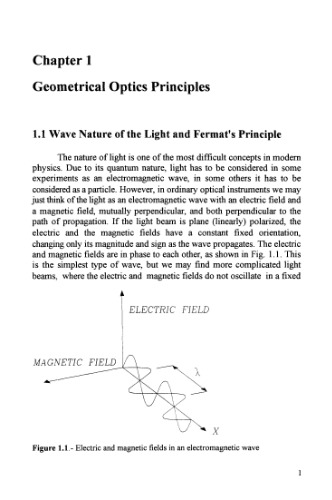 Chapter 1
Geometrical Optics Principles
1.1 Wave Nature of the Light and Fermat's Principle
The nature of light is one of the most difficult concepts in modern
physics. Due to its quantum nature, light has to be considered in some
experiments as an electromagnetic wave, in some others it has to be
considered as a particle. However, in ordinary optical instruments we may
just think of the light as an electromagnetic wave with an electric field and
a magnetic field, mutually perpendicular, and both perpendicular to the
path of propagation. If the light beam is plane (linearly) polarized, the
electric and the magnetic fields have a constant fixed orientation,
changing only its magnitude and sign as the wave propagates. The electric
and magnetic fields are in phase to each other, as shown in Fig. 1.1. This
is the simplest type of wave, but we may find more complicated light
beams, where the electric and magnetic fields do not oscillate in a fixed
ELECTRIC FIELD
MAGNETIC FIELD
λ
X
Figure 1.1 - Electric and magnetic fields in an electromagnetic wave
1